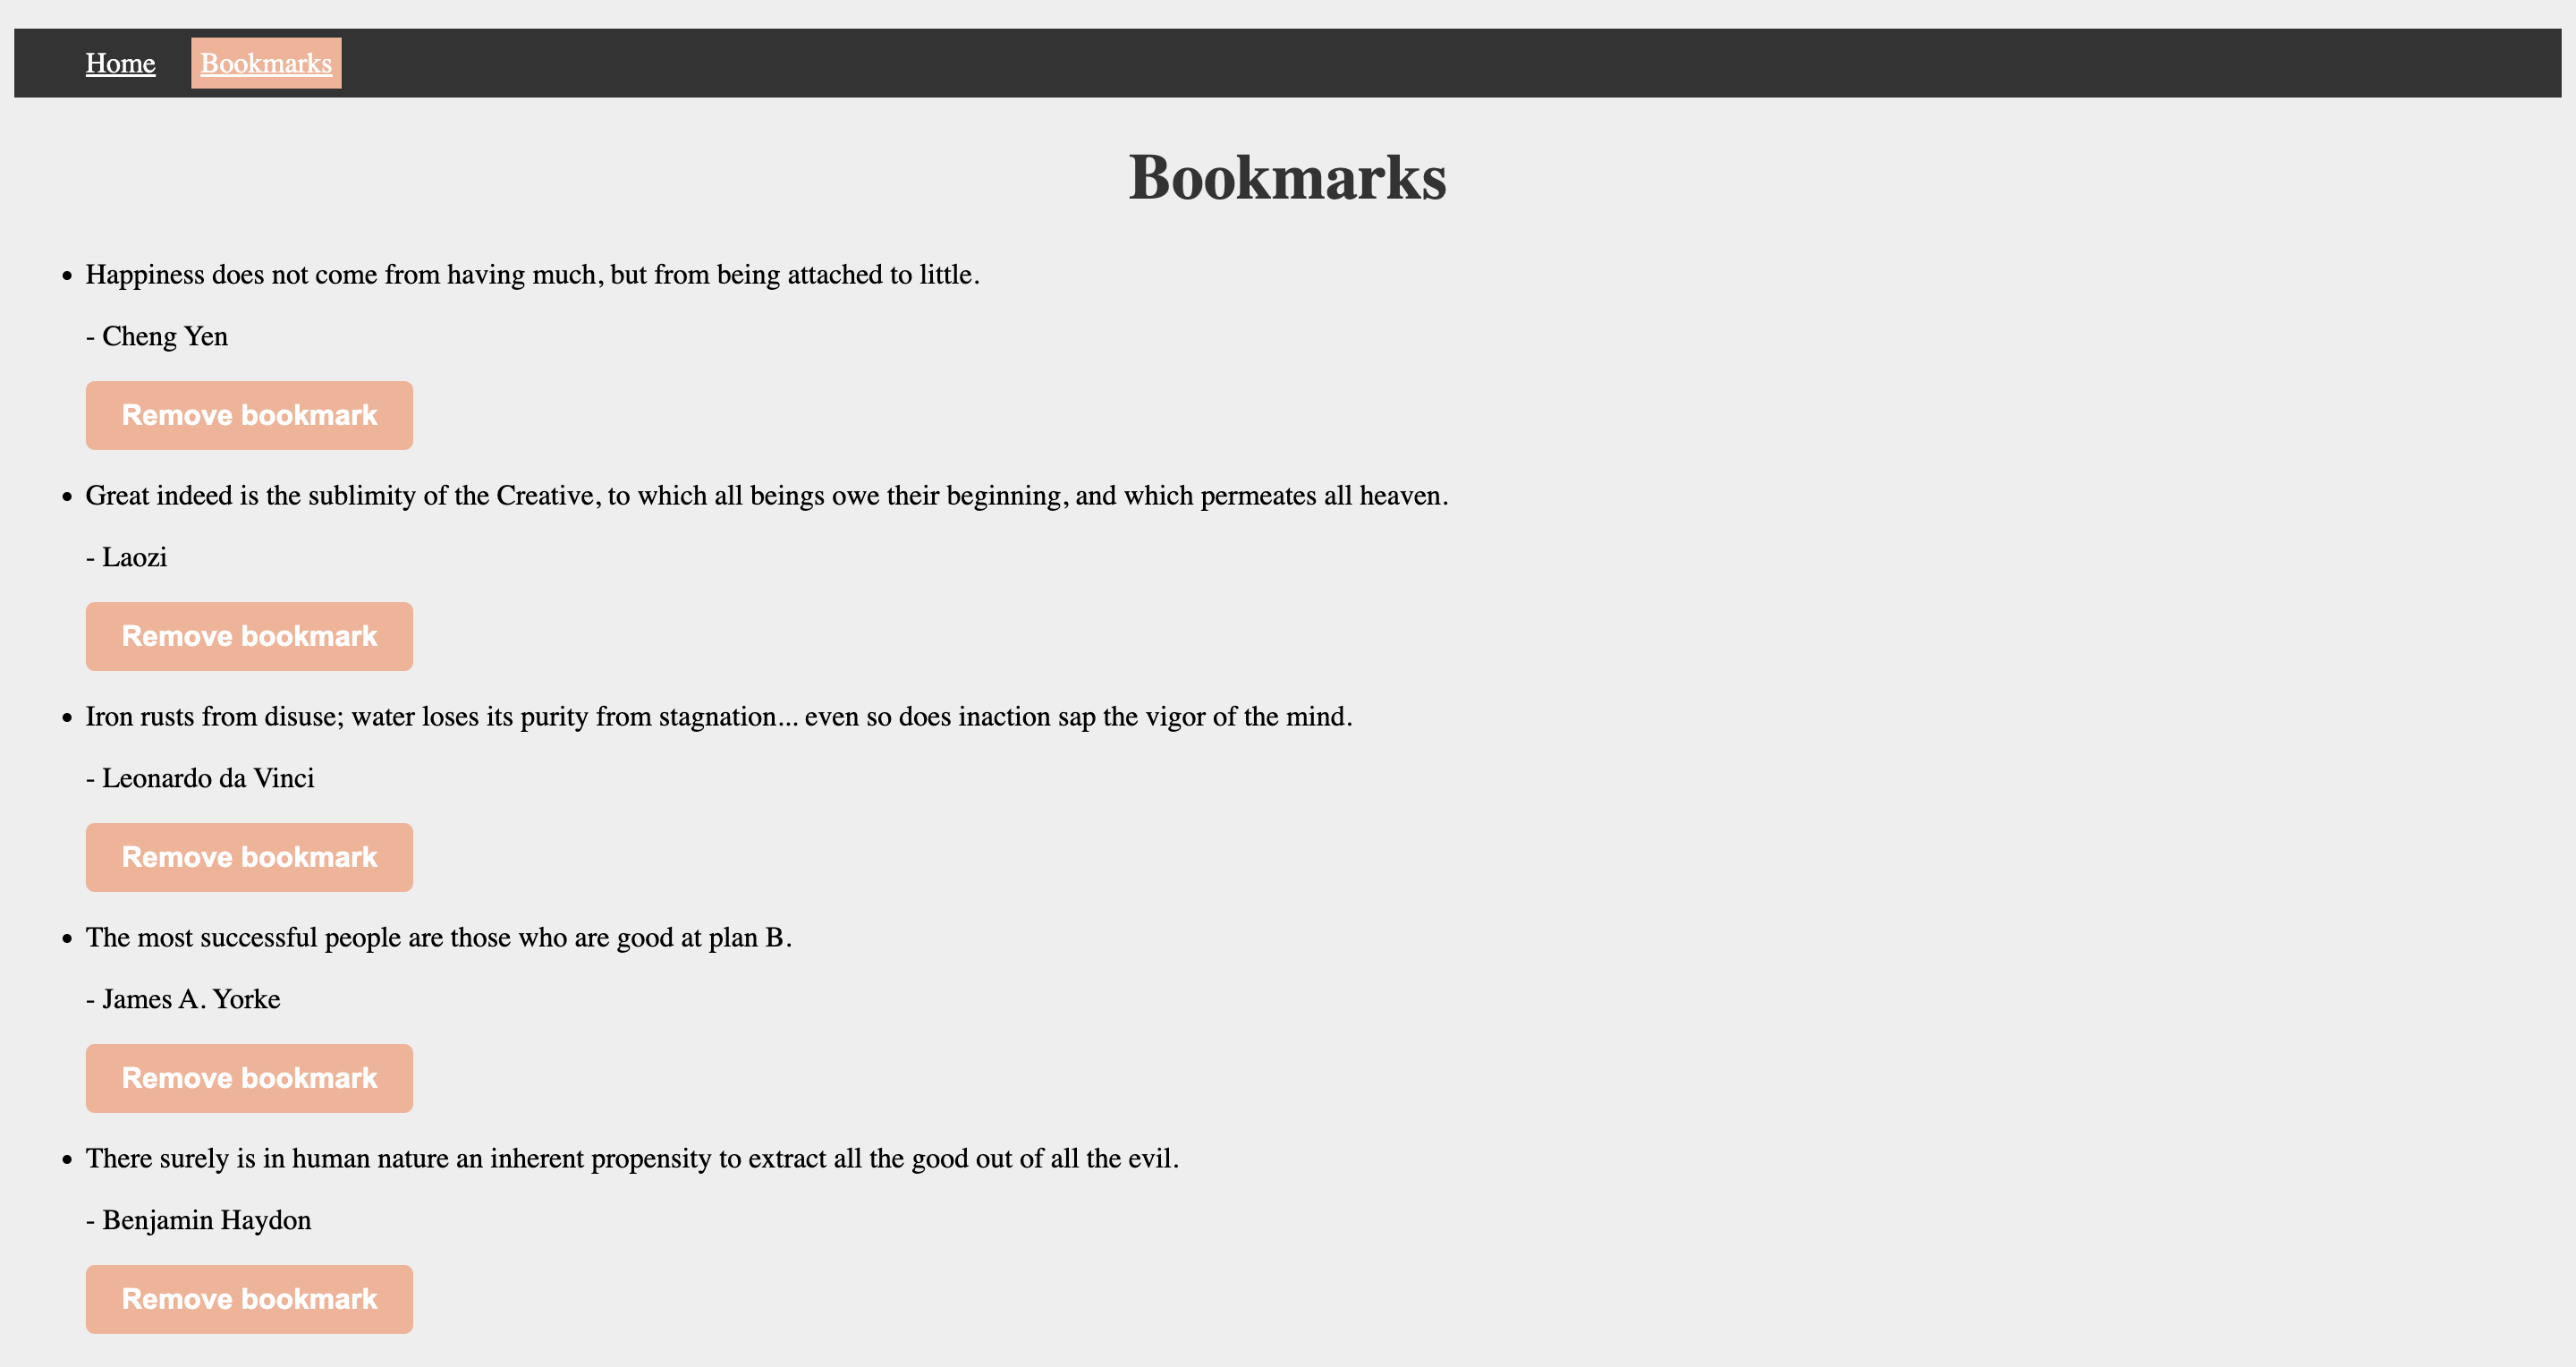 Home Bookmarks
Bookmarks
Happiness does not come from having much, but from being attached to little.
- Cheng Yen
Remove bookmark
Great indeed is the sublimity of the Creative, to which all beings owe their beginning, and which permeates all heaven.
- Laozi
Remove bookmark
Iron rusts from disuse; water loses its purity from stagnation... even so does inaction sap the vigor of the mind.
- Leonardo da Vinci
Remove bookmark
The most successful people are those who are good at plan B.
- James A. Yorke
Remove bookmark
There surely is in human nature an inherent propensity to extract all the good out of all the evil.
- Benjamin Haydon
Remove bookmark